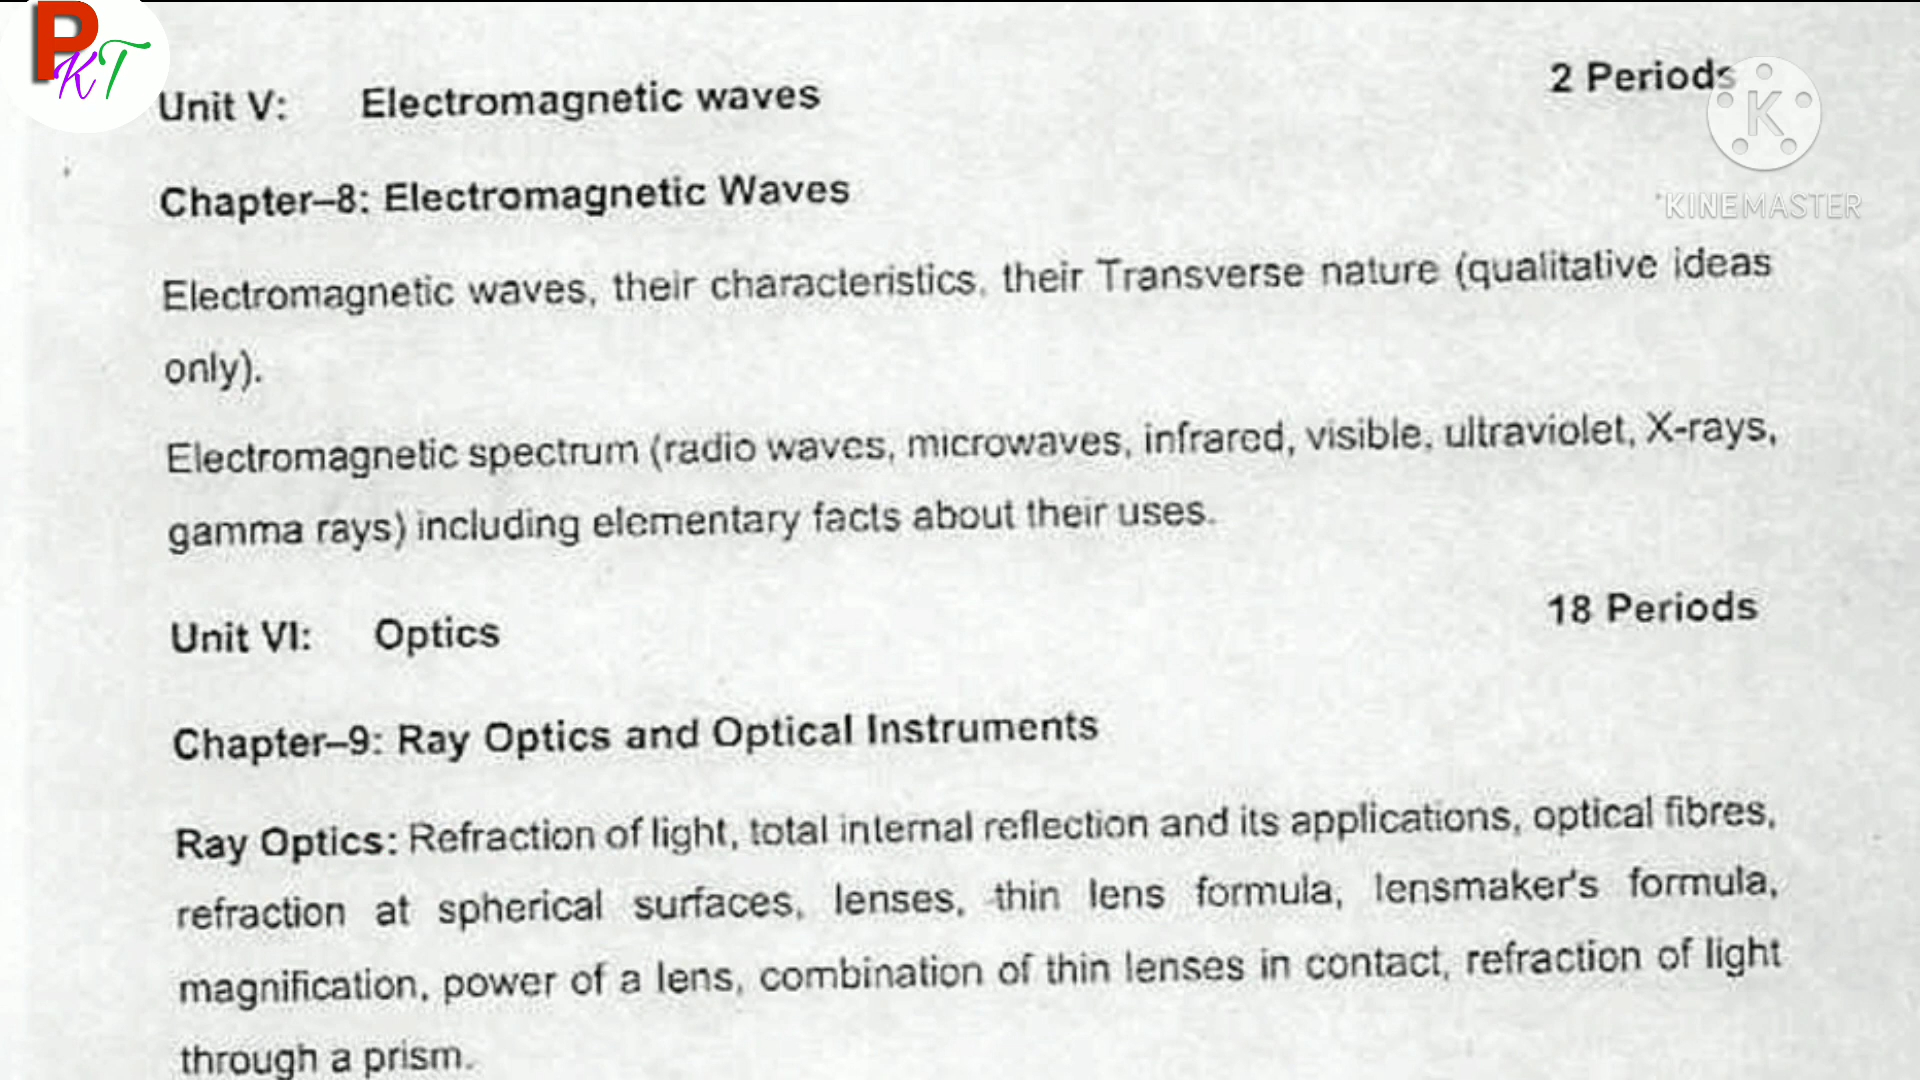 PKT
Unit V: Electromagnetic waves 2 Periods
K
KINEMASTER
Chapter–8: Electromagnetic Waves
Electromagnetic waves, their characteristics, their Transverse nature (qualitative ideas
only).
Electromagnetic spectrum (radio waves, microwaves, infrared, visible, ultraviolet, X-rays,
gamma rays) including elementary facts about their uses.
Unit VI: Optics 18 Periods
Chapter–9: Ray Optics and Optical Instruments
Ray Optics: Refraction of light, total internal reflection and its applications, optical fibres,
refraction at spherical surfaces, lenses, thin lens formula, lensmaker's formula,
magnification, power of a lens, combination of thin lenses in contact, refraction of light
through a prism.